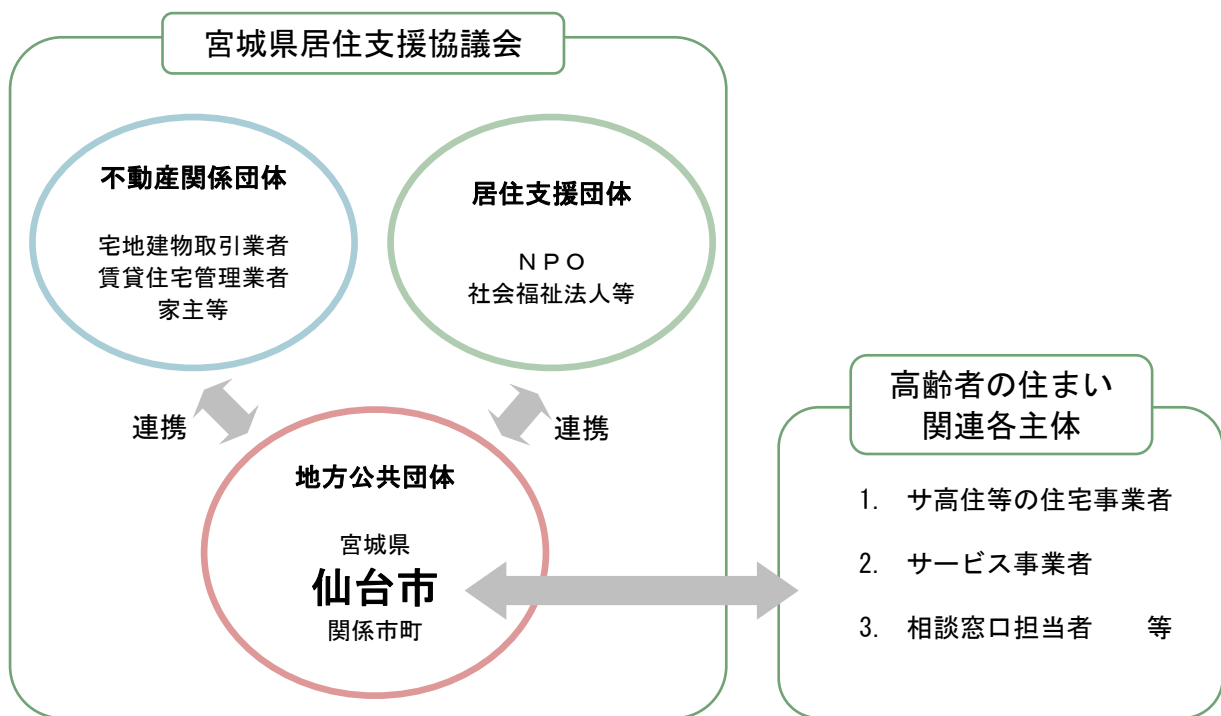 宮城県居住支援協議会
不動産関係団体
宅地建物取引業者
賃貸住宅管理業者
家主等
居住支援団体
ＮＰＯ
社会福祉法人等
連携
連携
地方公共団体
宮城県
仙台市
関係市町
高齢者の住まい
関連各主体
1. サ高住等の住宅事業者
2. サービス事業者
3. 相談窓口担当者　　等